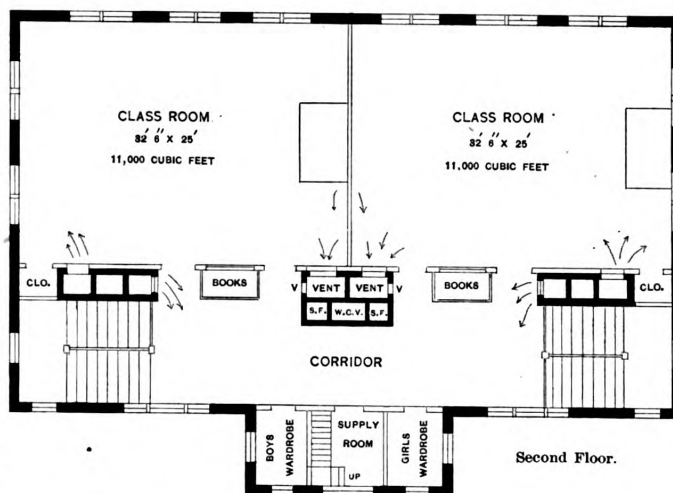 CLASS ROOM
32' 6" X 25'
11,000 CUBIC FEET
CLASS ROOM
32' 6" X 25'
11,000 CUBIC FEET
CLO.
BOOKS
V
VENT
VENT
V
BOOKS
CLO.
S.F.
W.C.V.
S.F.
CORRIDOR
BOYS
WARDROBE
SUPPLY
ROOM
UP
GIRLS
WARDROBE
Second Floor.